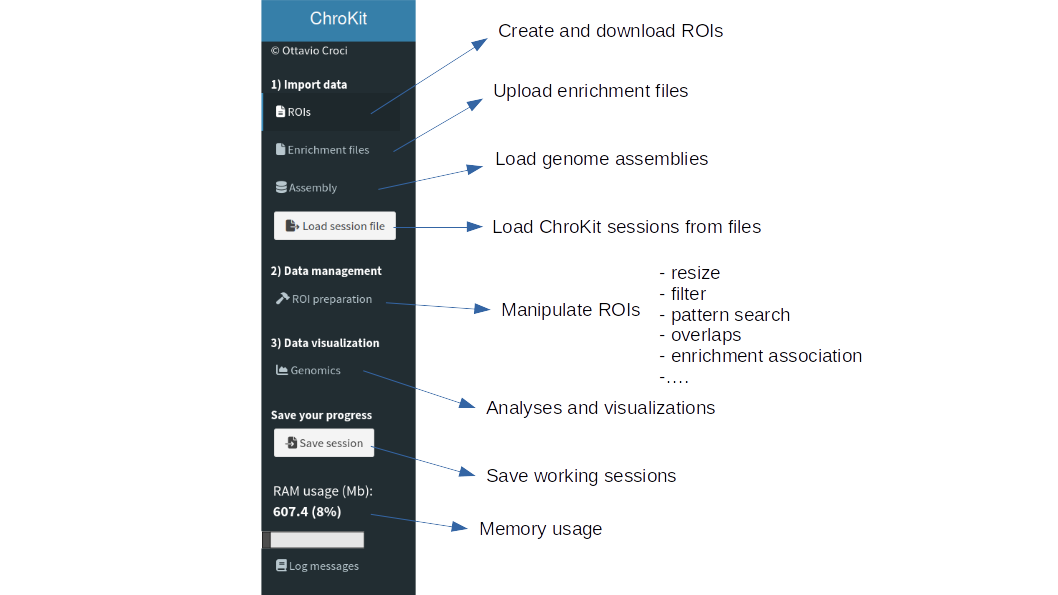 ChroKit
© Ottavio Croci
1) Import data
ROIs
Enrichment files
Assembly
Load session file
2) Data management
ROI preparation
3) Data visualization
Genomics
Save your progress
Save session
RAM usage (Mb):
607.4 (8%)
Log messages
Create and download ROIs
Upload enrichment files
Load genome assemblies
Load ChroKit sessions from files
Manipulate ROIs
- resize
- filter
- pattern search
- overlaps
- enrichment association
-....
Analyses and visualizations
Save working sessions
Memory usage